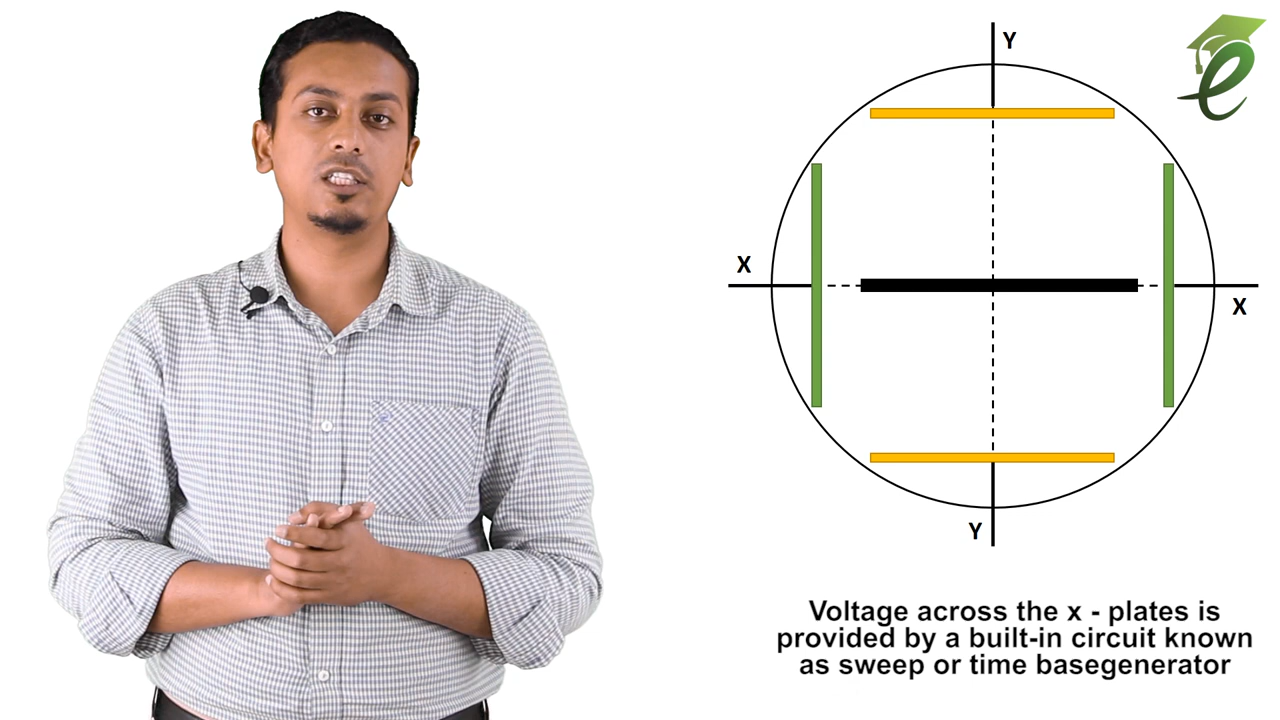 Y
X
X
Y
Voltage across the x - plates is
provided by a built-in circuit known
as sweep or time basegenerator